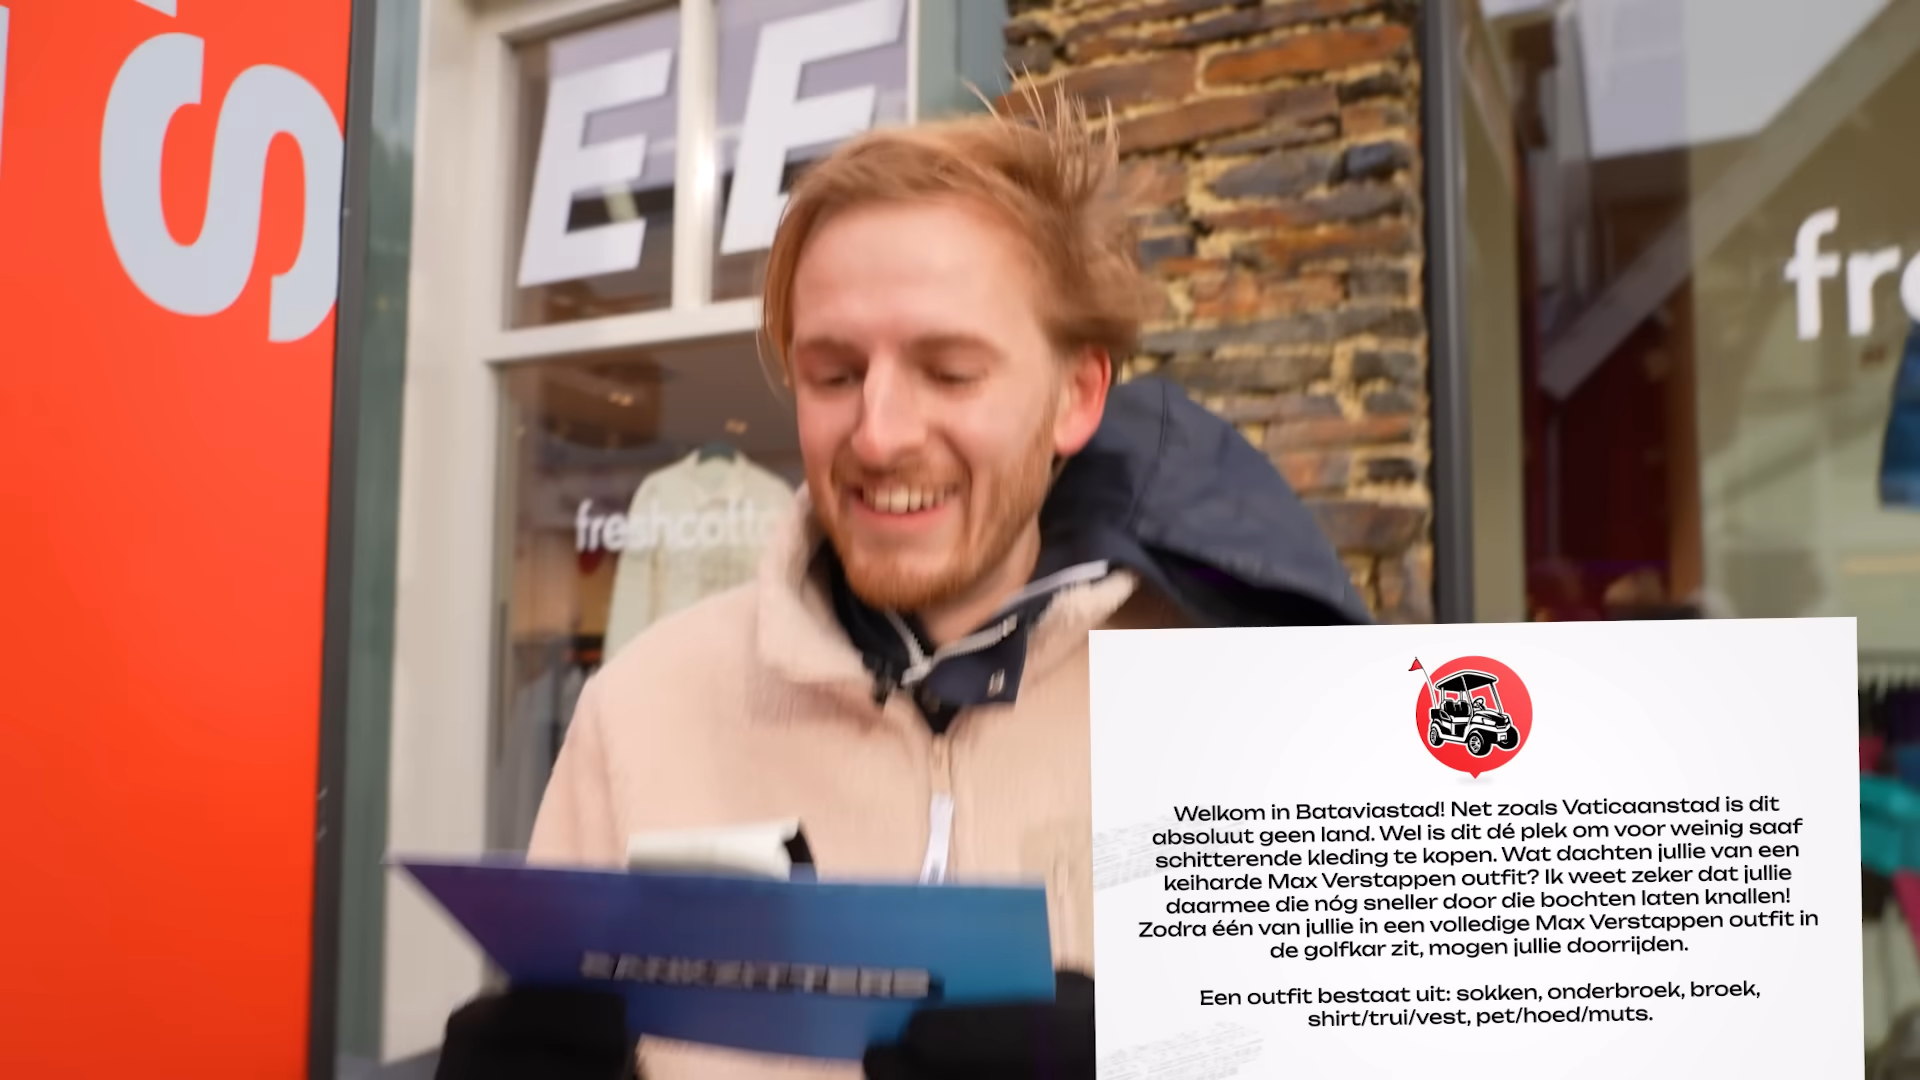 S
EE
freshcotto
fre
BANKZITTERS
Welkom in Bataviastad! Net zoals Vaticaanstad is dit
absoluut geen land. Wel is dit dé plek om voor weinig saaf
schitterende kleding te kopen. Wat dachten jullie van een
keiharde Max Verstappen outfit? Ik weet zeker dat jullie
daarmee die nóg sneller door die bochten laten knallen!
Zodra één van jullie in een volledige Max Verstappen outfit in
de golfkar zit, mogen jullie doorrijden.
Een outfit bestaat uit: sokken, onderbroek, broek,
shirt/trui/vest, pet/hoed/muts.